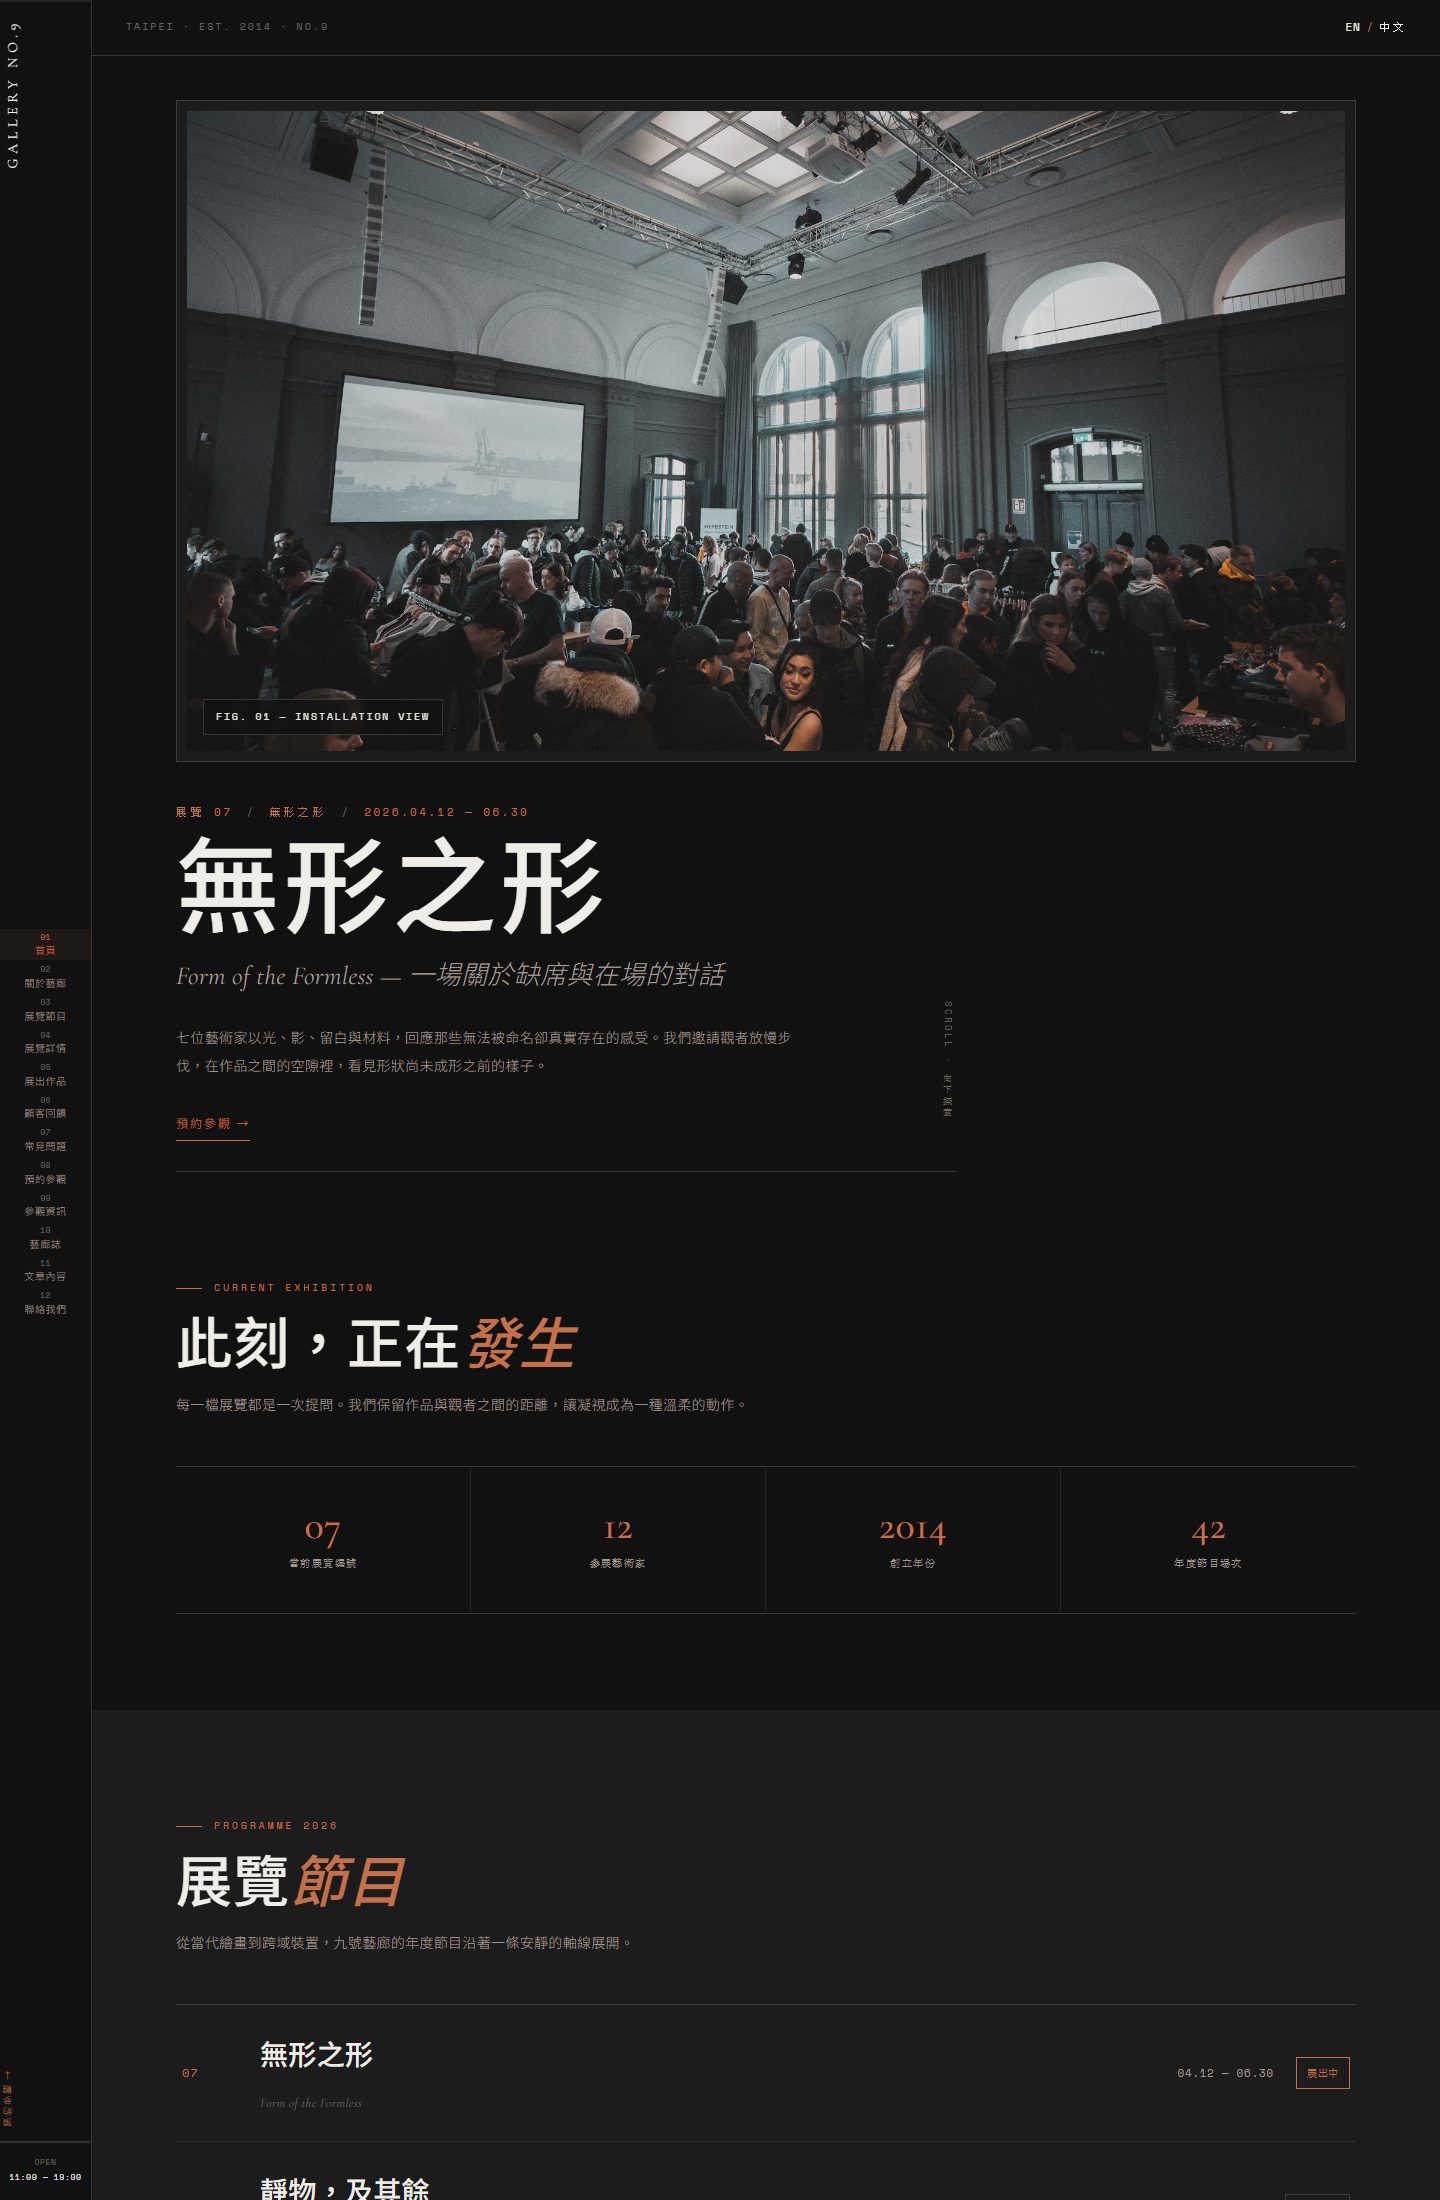 GALLERY NO.9
TAIPEI · EST. 2014 · NO.9
EN / 中文
HYPESTEIN
FIG. 01 — INSTALLATION VIEW
展覽 07 / 無形之形 / 2026.04.12 — 06.30
無形之形
Form of the Formless — 一場關於缺席與在場的對話
七位藝術家以光、影、留白與材料，回應那些無法被命名卻真實存在的感受。我們邀請觀者放慢步
伐，在作品之間的空隙裡，看見形狀尚未成形之前的樣子。
SCROLL · 向下探索
預約參觀 →
01
首頁
02
關於藝廊
03
展覽節目
04
展覽詳情
05
展出作品
06
顧客回饋
07
常見問題
08
預約參觀
09
參觀資訊
10
藝廊誌
11
文章內容
12
聯絡我們
CURRENT EXHIBITION
此刻，正在發生
每一檔展覽都是一次提問。我們保留作品與觀者之間的距離，讓凝視成為一種溫柔的動作。
07
當前展覽編號
12
參展藝術家
2014
創立年份
42
年度節目場次
PROGRAMME 2026
展覽節目
從當代繪畫到跨域裝置，九號藝廊的年度節目沿著一條安靜的軸線展開。
07
無形之形
Form of the Formless
04.12 — 06.30
展出中
靜物，及其餘
預約參觀 →
OPEN
11:00 — 19:00